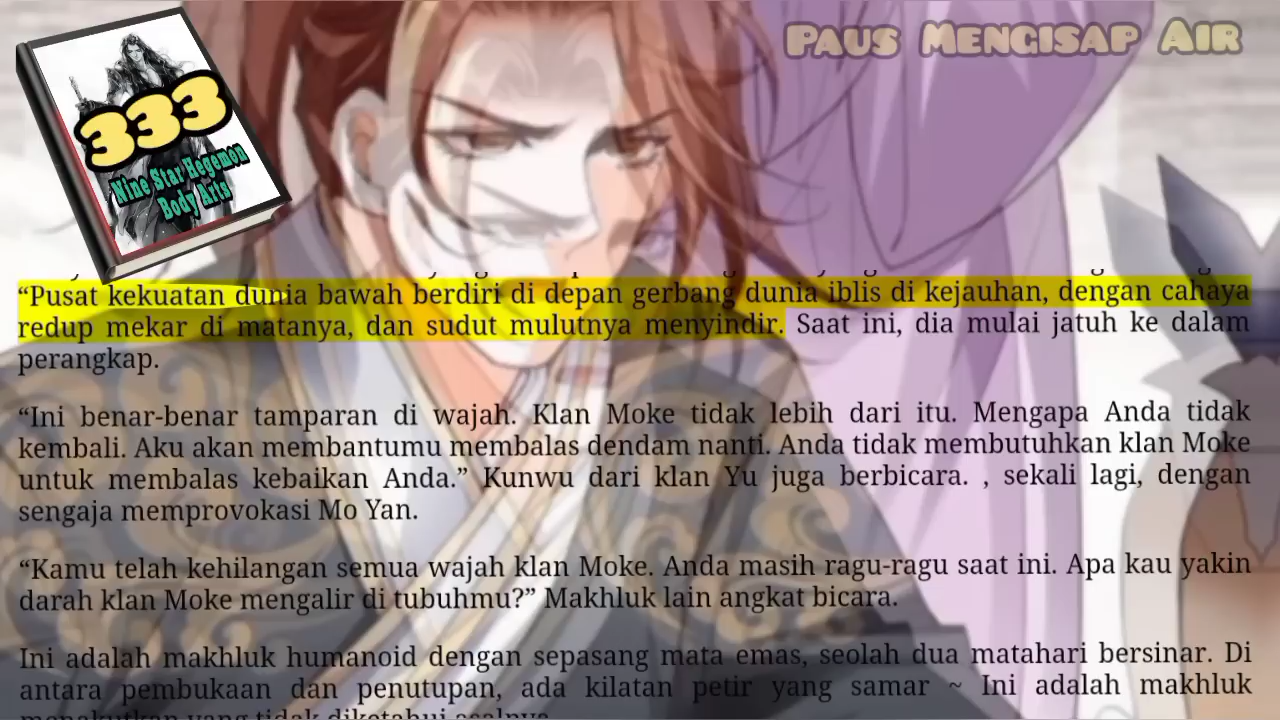 PAUS MENGISAP AIR
333
Nine Star Hegemon
Body Arts
“Pusat kekuatan dunia bawah berdiri di depan gerbang dunia iblis di kejauhan, dengan cahaya
redup mekar di matanya, dan sudut mulutnya menyindir. Saat ini, dia mulai jatuh ke dalam
perangkap.
“Ini benar-benar tamparan di wajah. Klan Moke tidak lebih dari itu. Mengapa Anda tidak
kembali. Aku akan membantumu membalas dendam nanti. Anda tidak membutuhkan klan Moke
untuk membalas kebaikan Anda.” Kunwu dari klan Yu juga berbicara. , sekali lagi, dengan
sengaja memprovokasi Mo Yan.
“Kamu telah kehilangan semua wajah klan Moke. Anda masih ragu-ragu saat ini. Apa kau yakin
darah klan Moke mengalir di tubuhmu?” Makhluk lain angkat bicara.
Ini adalah makhluk humanoid dengan sepasang mata emas, seolah dua matahari bersinar. Di
antara pembukaan dan penutupan, ada kilatan petir yang samar ~ Ini adalah makhluk
menakutkan yang tidak diketahui asalnya.